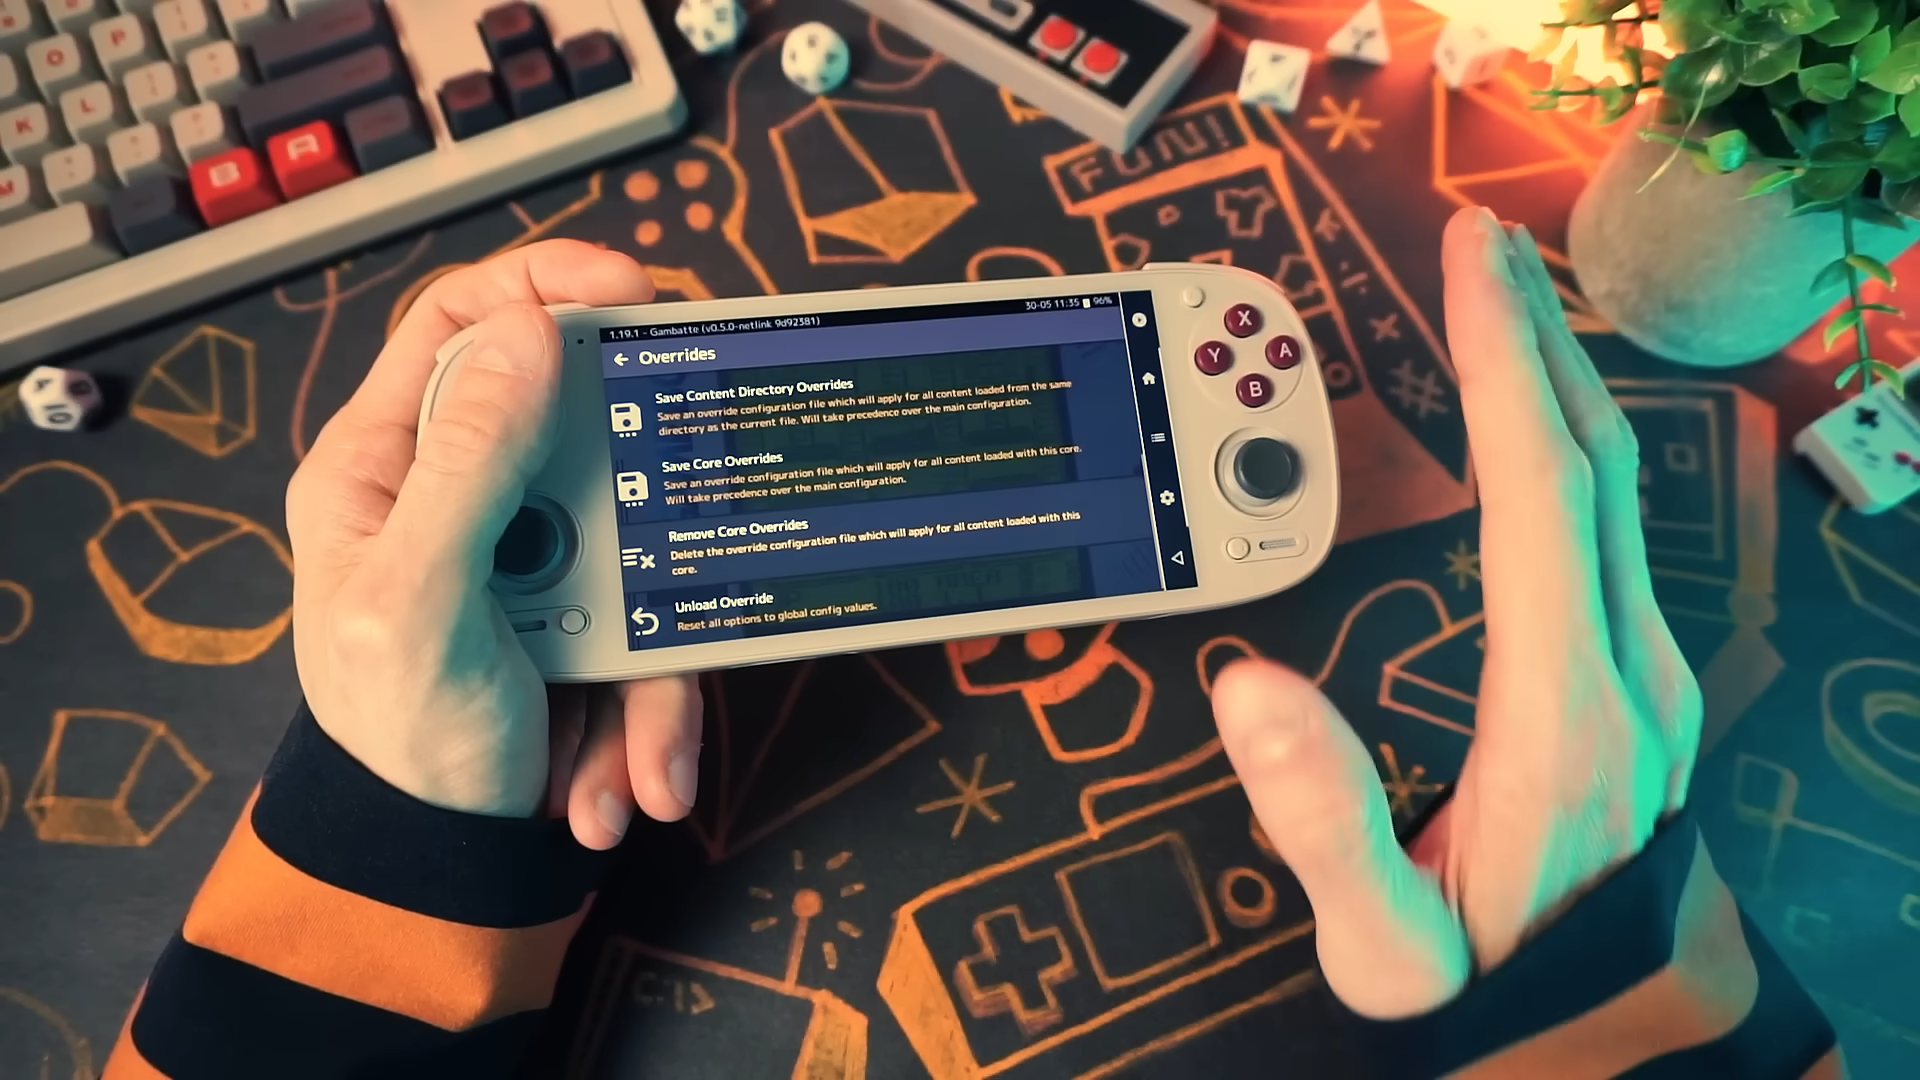 O P
K L
M
B A
FUN!
1.19.1 - Gambatte (v0.5.0-netlink 9d92381)
30-05 11:35 96%
Overrides
Save Content Directory Overrides
Save an override configuration file which will apply for all content loaded from the same
directory as the current file. Will take precedence over the main configuration.
Save Core Overrides
Save an override configuration file which will apply for all content loaded with this core.
Will take precedence over the main configuration.
Remove Core Overrides
Delete the override configuration file which will apply for all content loaded with this
core.
Unload Override
Reset all options to global config values.
X
Y A
B
10